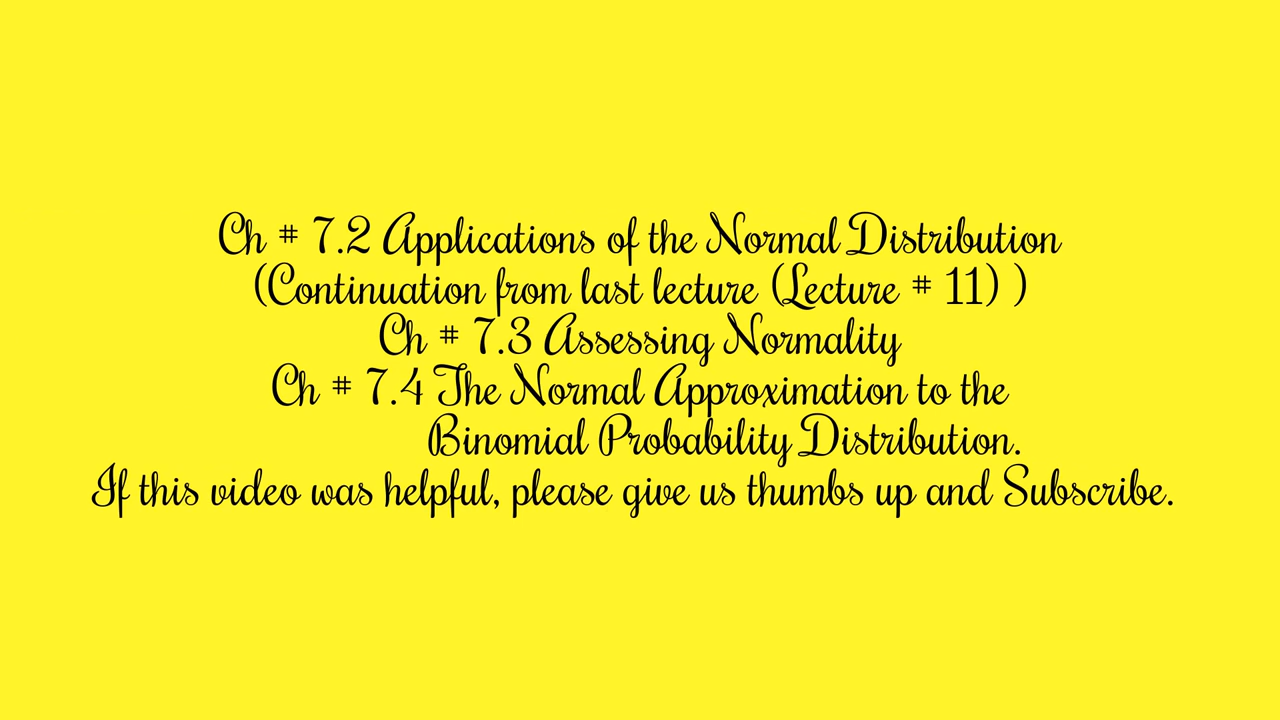 Ch # 7.2 Applications of the Normal Distribution
(Continuation from last lecture (Lecture # 11) )
Ch # 7.3 Assessing Normality
Ch # 7.4 The Normal Approximation to the
Binomial Probability Distribution.
If this video was helpful, please give us thumbs up and Subscribe.